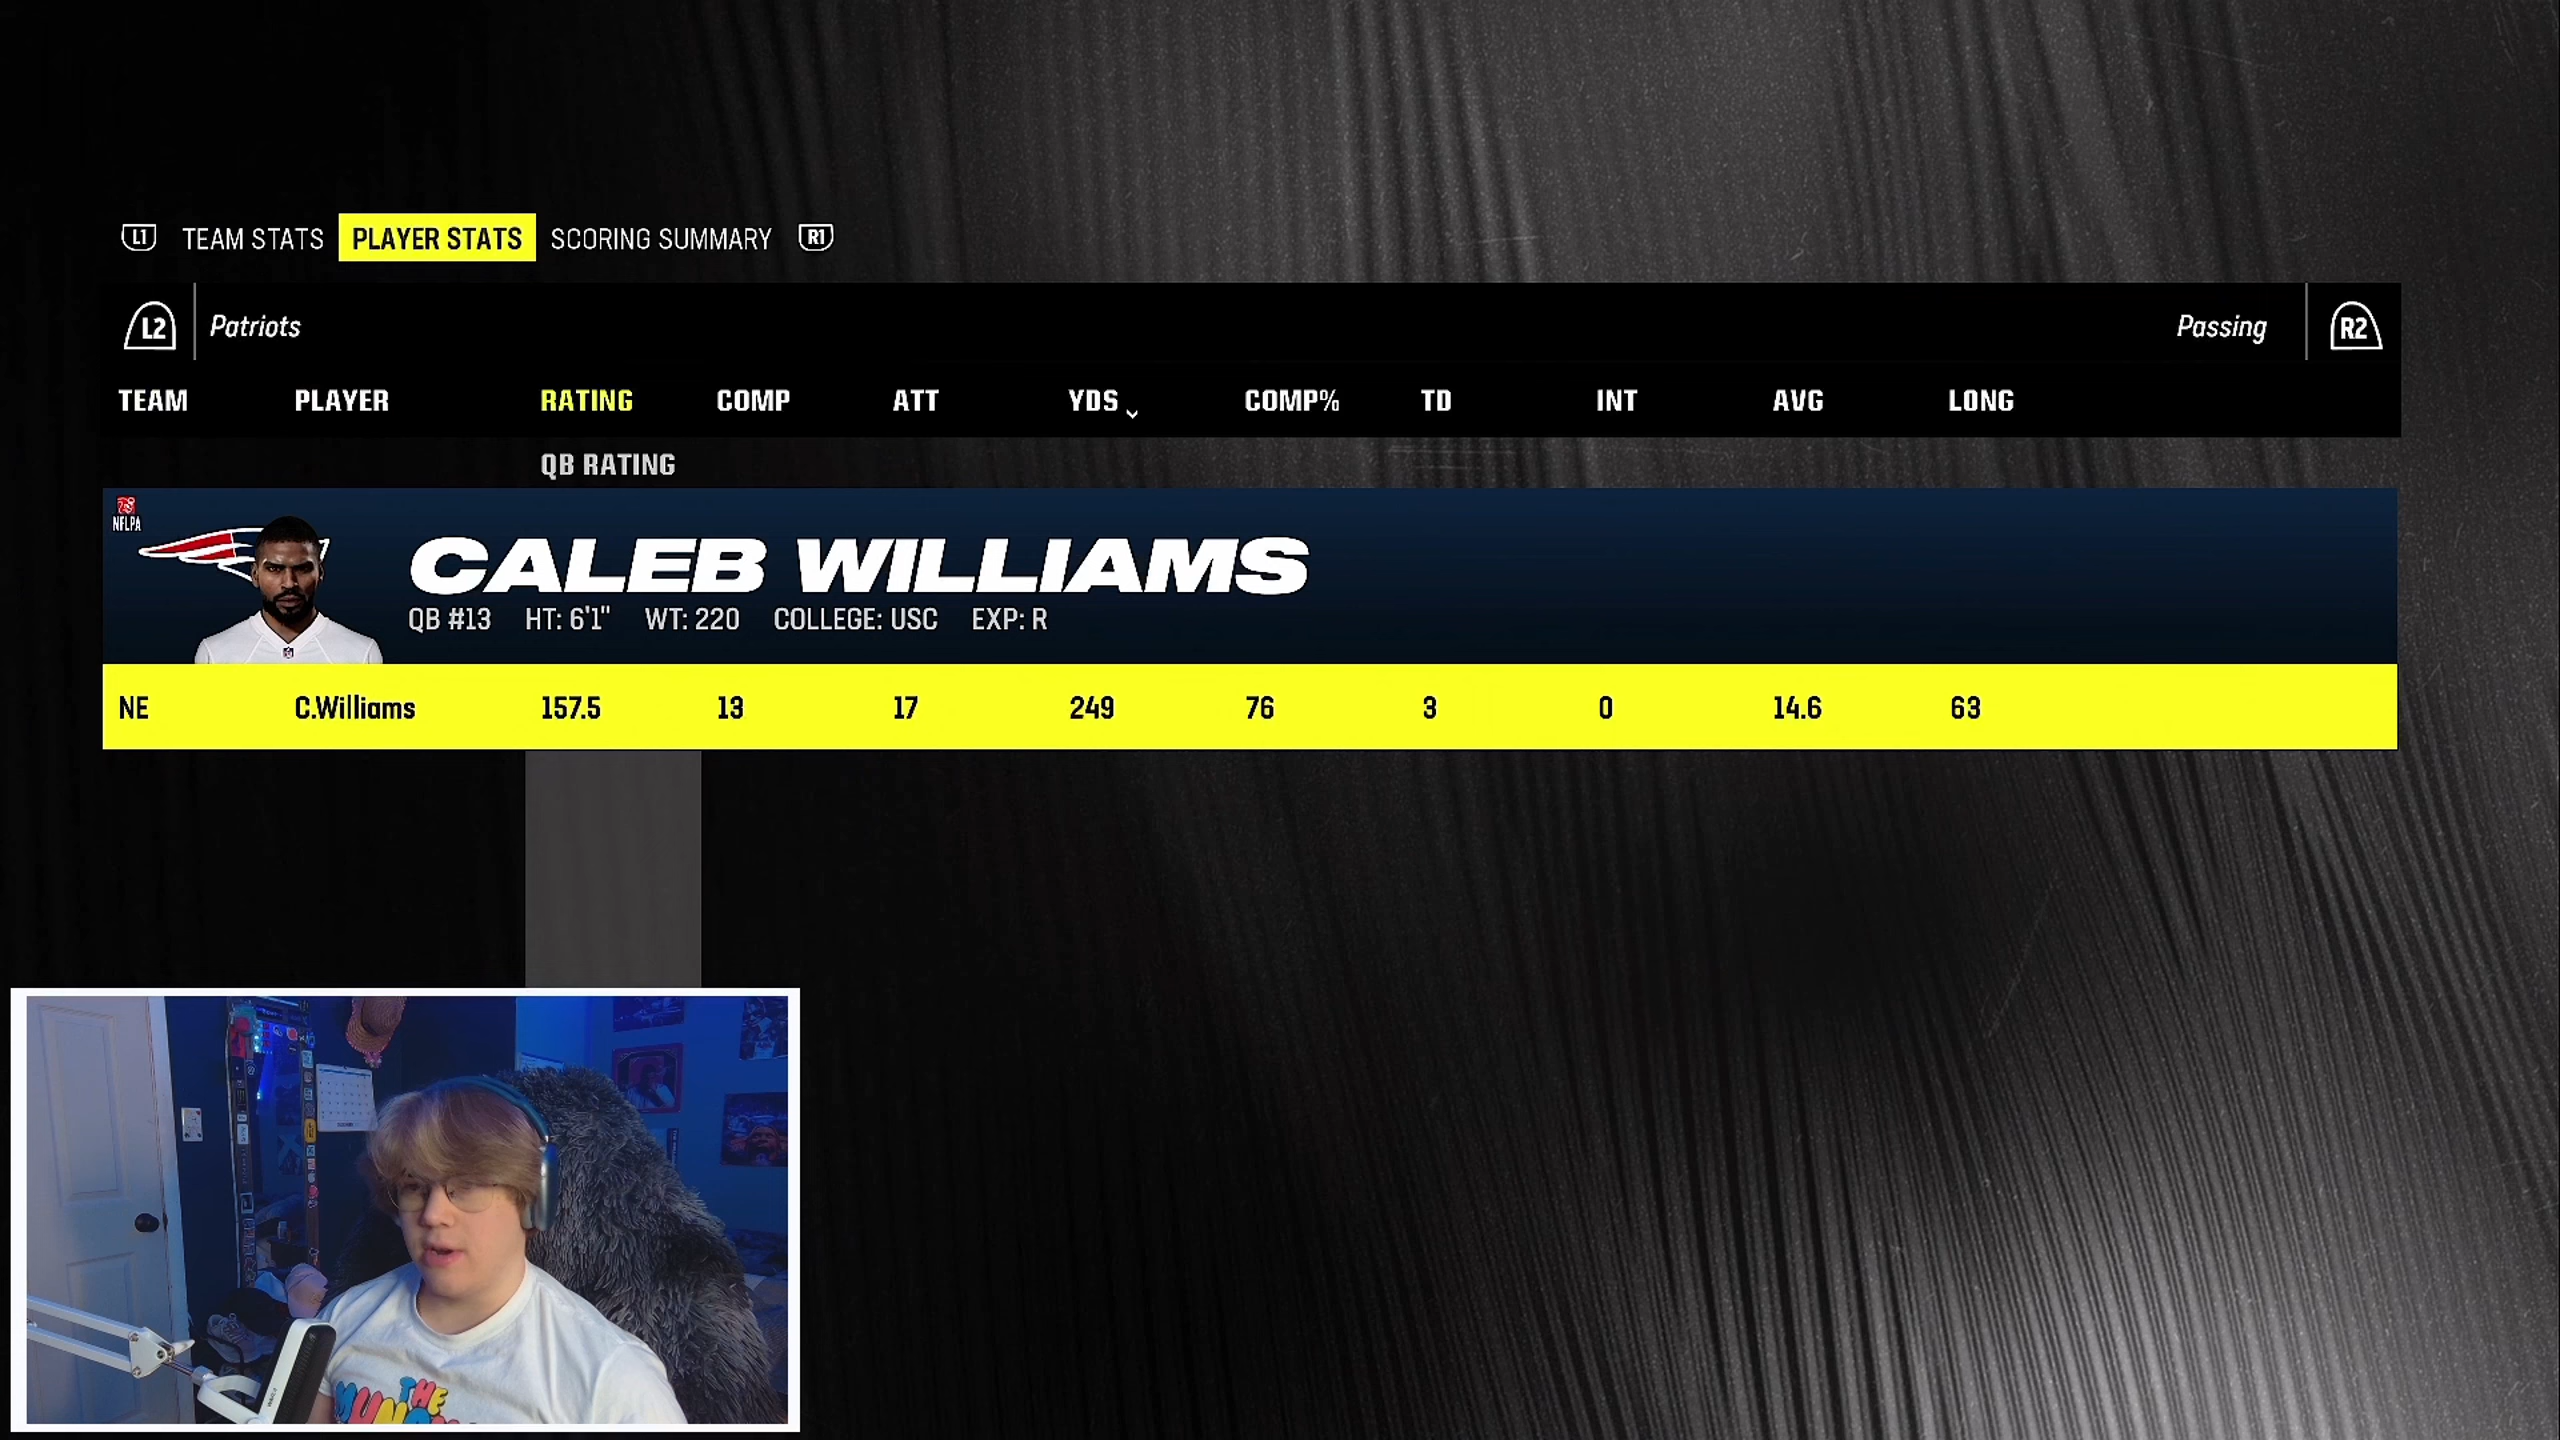 L1 TEAM STATS PLAYER STATS SCORING SUMMARY R1
L2 Patriots Passing R2
TEAM PLAYER RATING COMP ATT YDS COMP% TD INT AVG LONG
QB RATING
NFLPA
CALEB WILLIAMS
QB #13 HT: 6'1" WT: 220 COLLEGE: USC EXP: R
NE C.Williams 157.5 13 17 249 76 3 0 14.6 63
THE